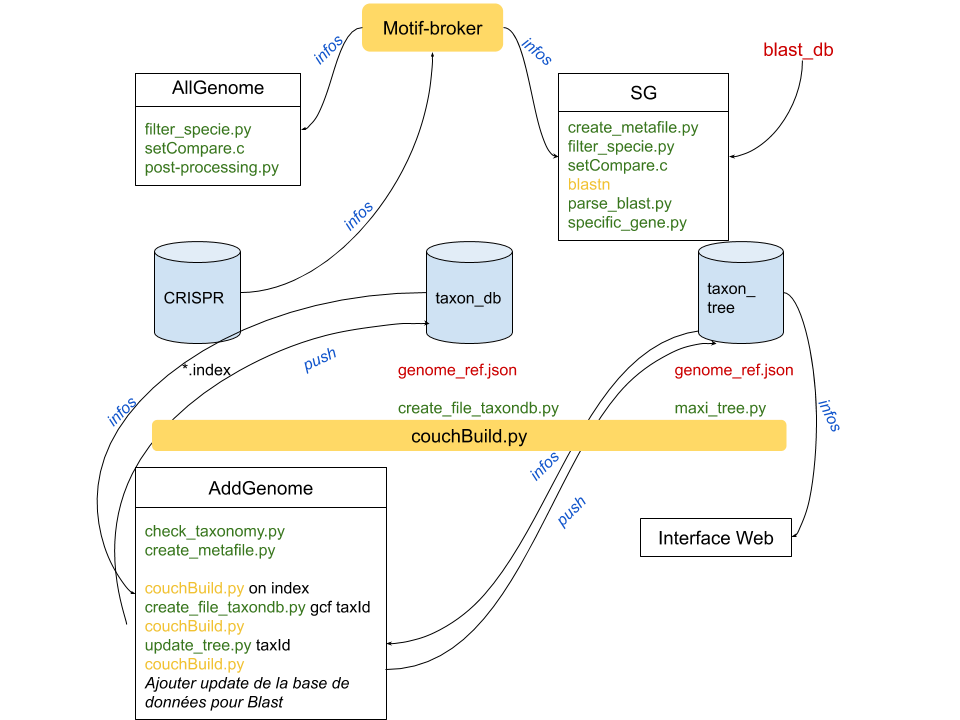 Motif-broker
infos
infos
blast_db
AllGenome
filter_specie.py
setCompare.c
post-processing.py
SG
create_metafile.py
filter_specie.py
setCompare.c
blastn
parse_blast.py
specific_gene.py
infos
CRISPR
taxon_db
taxon_
tree
*.index
push
genome_ref.json
genome_ref.json
infos
create_file_taxondb.py
maxi_tree.py
infos
couchBuild.py
infos
push
AddGenome
check_taxonomy.py
create_metafile.py
couchBuild.py on index
create_file_taxondb.py gcf taxId
couchBuild.py
update_tree.py taxId
couchBuild.py
Ajouter update de la base de
données pour Blast
Interface Web